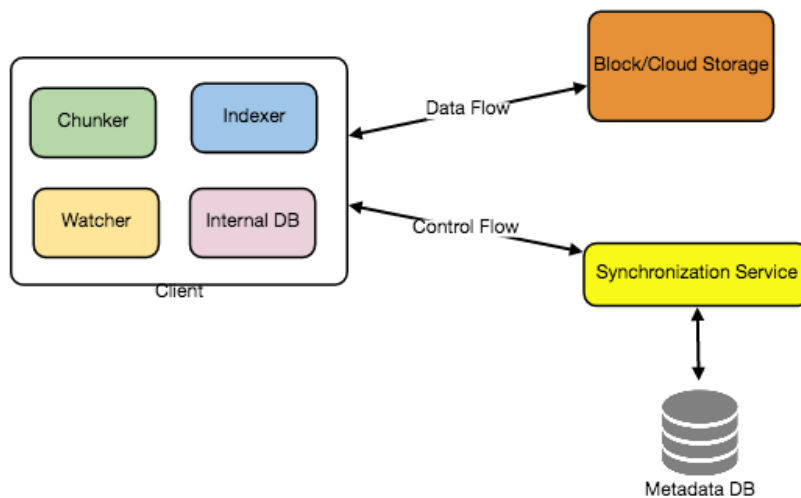 Block/Cloud Storage
Chunker
Indexer
Data Flow
Watcher
Internal DB
Control Flow
Client
Synchronization Service
Metadata DB